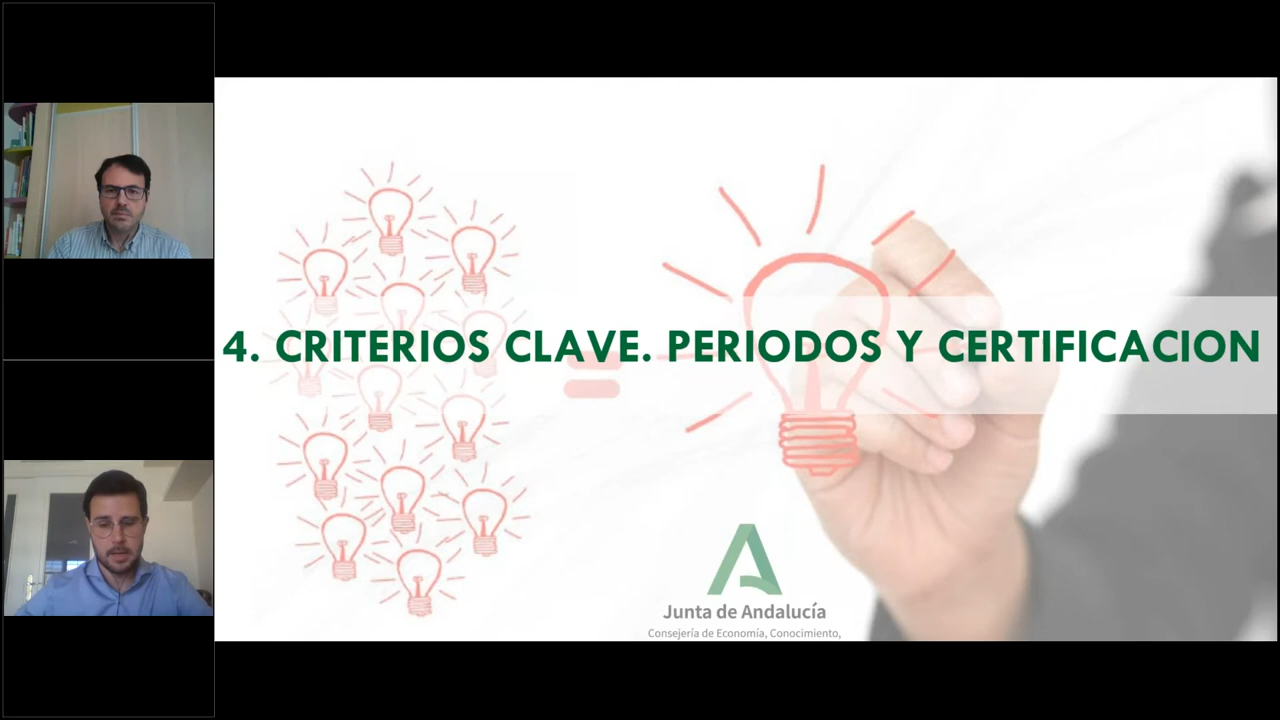 4. CRITERIOS CLAVE. PERIODOS Y CERTIFICACION
Junta de Andalucía
Consejería de Economía, Conocimiento,